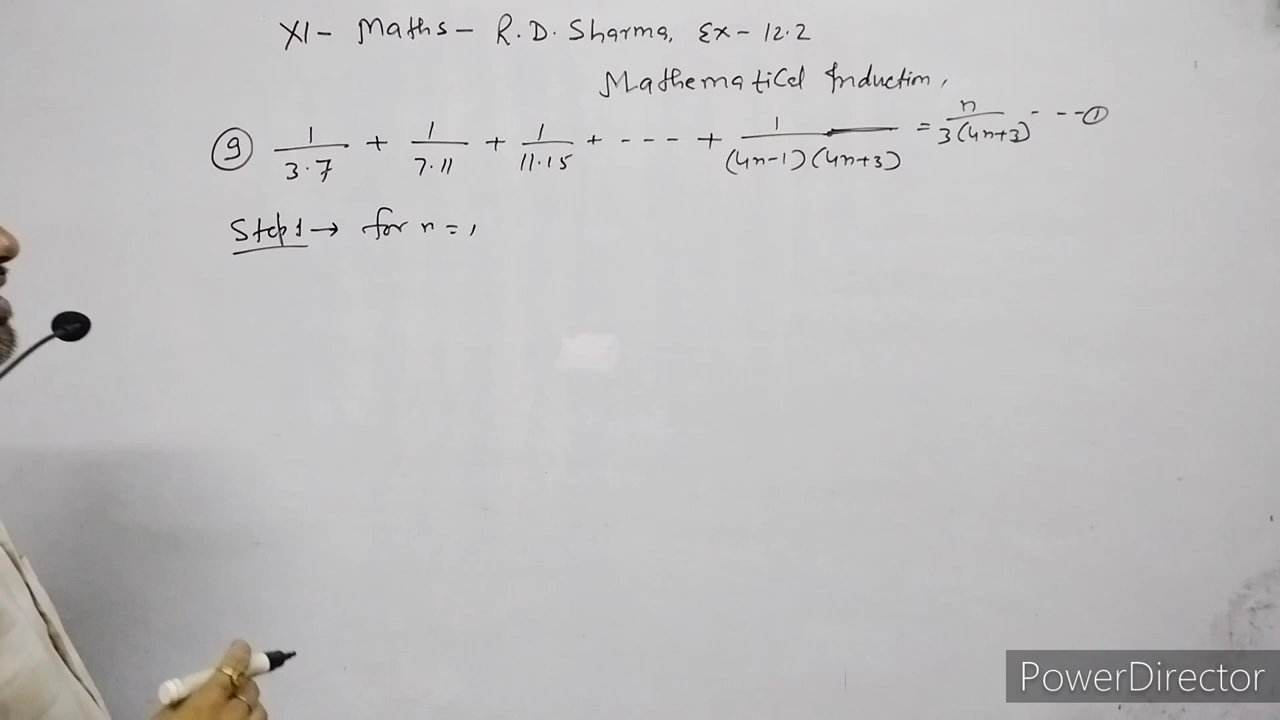 XI - Maths - R.D. Sharma, Ex - 12.2
Mathematical Induction,
9 1/3·7 + 1/7·11 + 1/11·15 + ---- + 1/(4n-1)(4n+3) = n/3(4n+3) ---- 1
Step 1 → for n = 1
PowerDirector